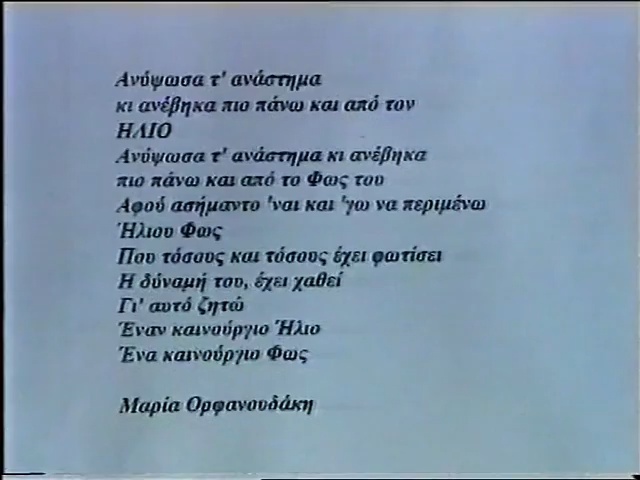 Ανύψωσα τ' ανάστημα
κι ανέβηκα πιο πάνω και από τον
ΗΛΙΟ
Ανύψωσα τ' ανάστημα κι ανέβηκα
πιο πάνω και από το Φως του
Αφού ασήμαντο 'ναι και 'γω να περιμένω
Ήλιου Φως
Που τόσους και τόσους έχει φωτίσει
Η δύναμή του, έχει χαθεί
Γι' αυτό ζητώ
Έναν καινούργιο Ήλιο
Ένα καινούργιο Φως
Μαρία Ορφανουδάκη